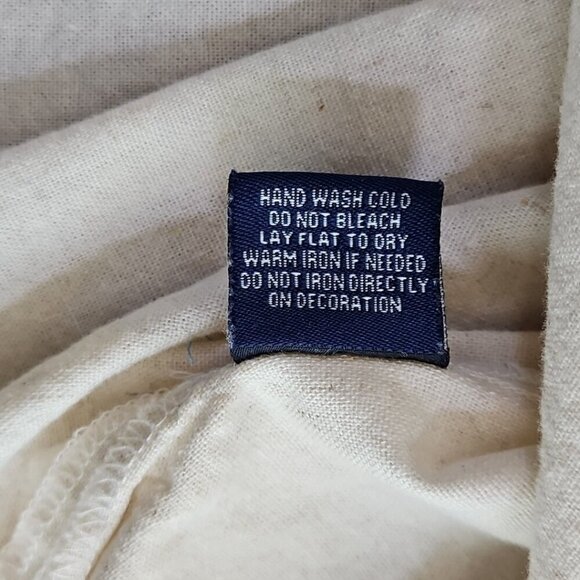 HAND WASH COLD
DO NOT BLEACH
LAY FLAT TO DRY
WARM IRON IF NEEDED
DO NOT IRON DIRECTLY
ON DECORATION